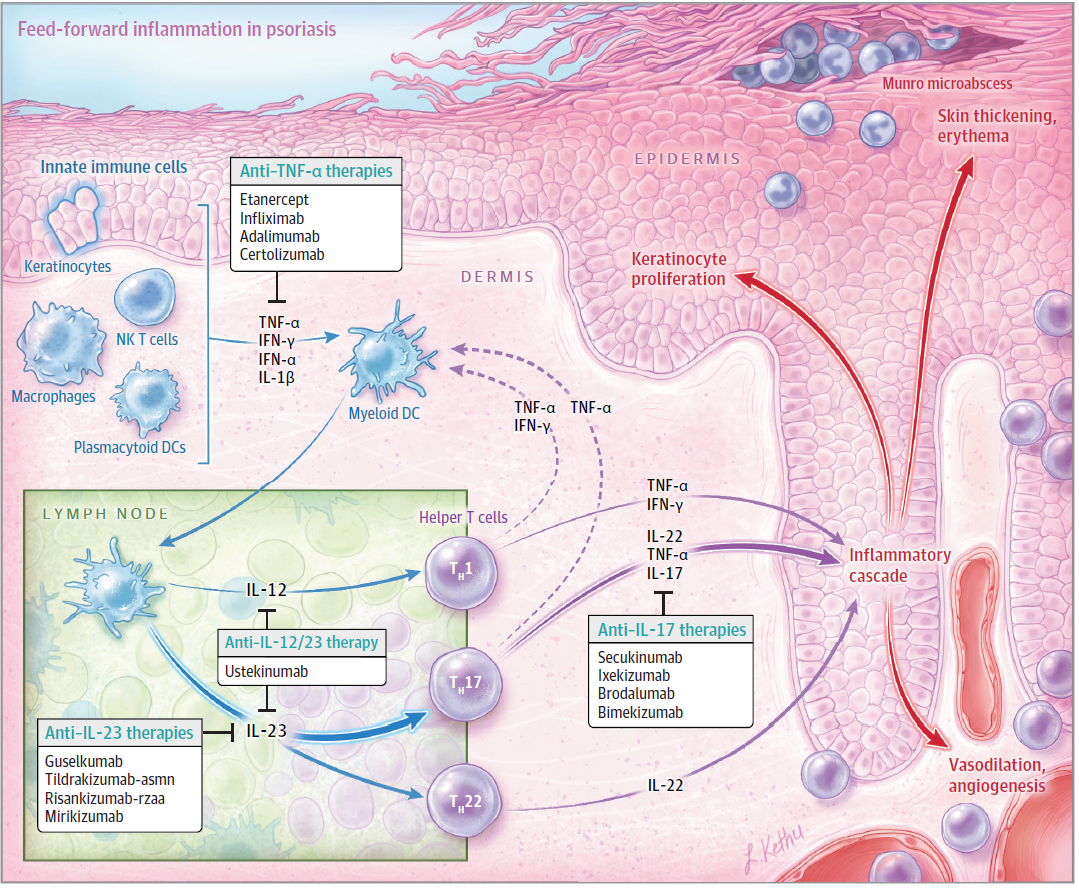 Feed-forward inflammation in psoriasis
Munro microabscess
Skin thickening,
erythema
EPIDERMIS
Innate immune cells
Anti-TNF-α therapies
Etanercept
Infliximab
Adalimumab
Certolizumab
Keratinocytes
NK T cells
Macrophages
Plasmacytoid DCs
DERMIS
Keratinocyte
proliferation
TNF-α
IFN-γ
IFN-α
IL-1β
Myeloid DC
TNF-α
IFN-γ
TNF-α
LYMPH NODE
Helper T cells
TH1
TH17
TH22
IL-12
Anti-IL-12/23 therapy
Ustekinumab
IL-23
Anti-IL-23 therapies
Guselkumab
Tildrakizumab-asmn
Risankizumab-rzaa
Mirikizumab
TNF-α
IFN-γ
IL-22
TNF-α
IL-17
Anti-IL-17 therapies
Secukinumab
Ixekizumab
Brodalumab
Bimekizumab
IL-22
Inflammatory
cascade
Vasodilation,
angiogenesis
L. Kethu